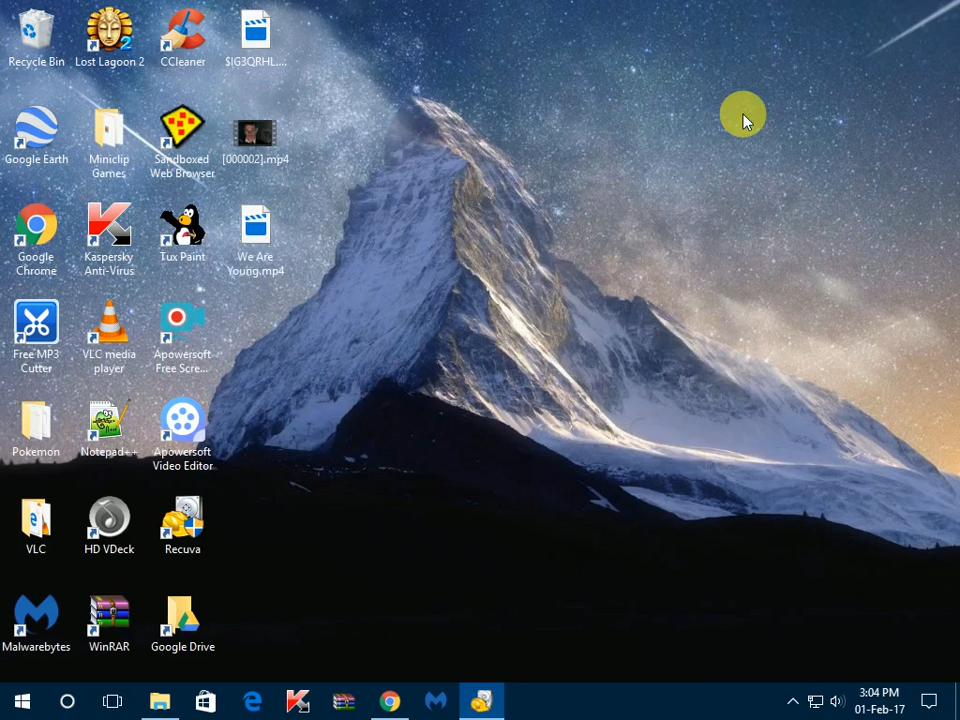 Recycle Bin
Lost Lagoon 2
CCleaner
$IG3QRHL....
Google Earth
Miniclip
Games
Sandboxed
Web Browser
[000002].mp4
Google
Chrome
Kaspersky
Anti-Virus
Tux Paint
We Are
Young.mp4
Free MP3
Cutter
VLC media
player
Apowersoft
Free Scre...
Pokemon
Notepad++
Apowersoft
Video Editor
VLC
HD VDeck
Recuva
Malwarebytes
WinRAR
Google Drive
3:04 PM
01-Feb-17